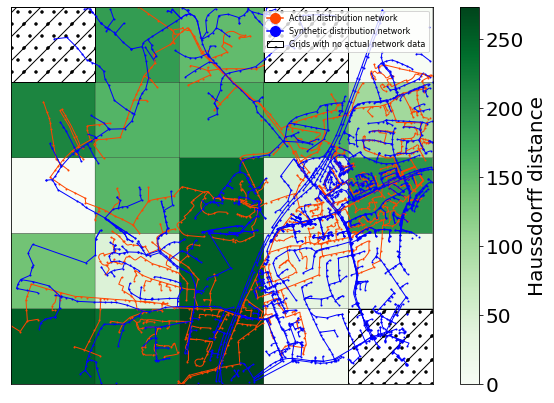 Actual distribution network
Synthetic distribution network
Grids with no actual network data
250
200
150
100
50
0
Haussdorff distance